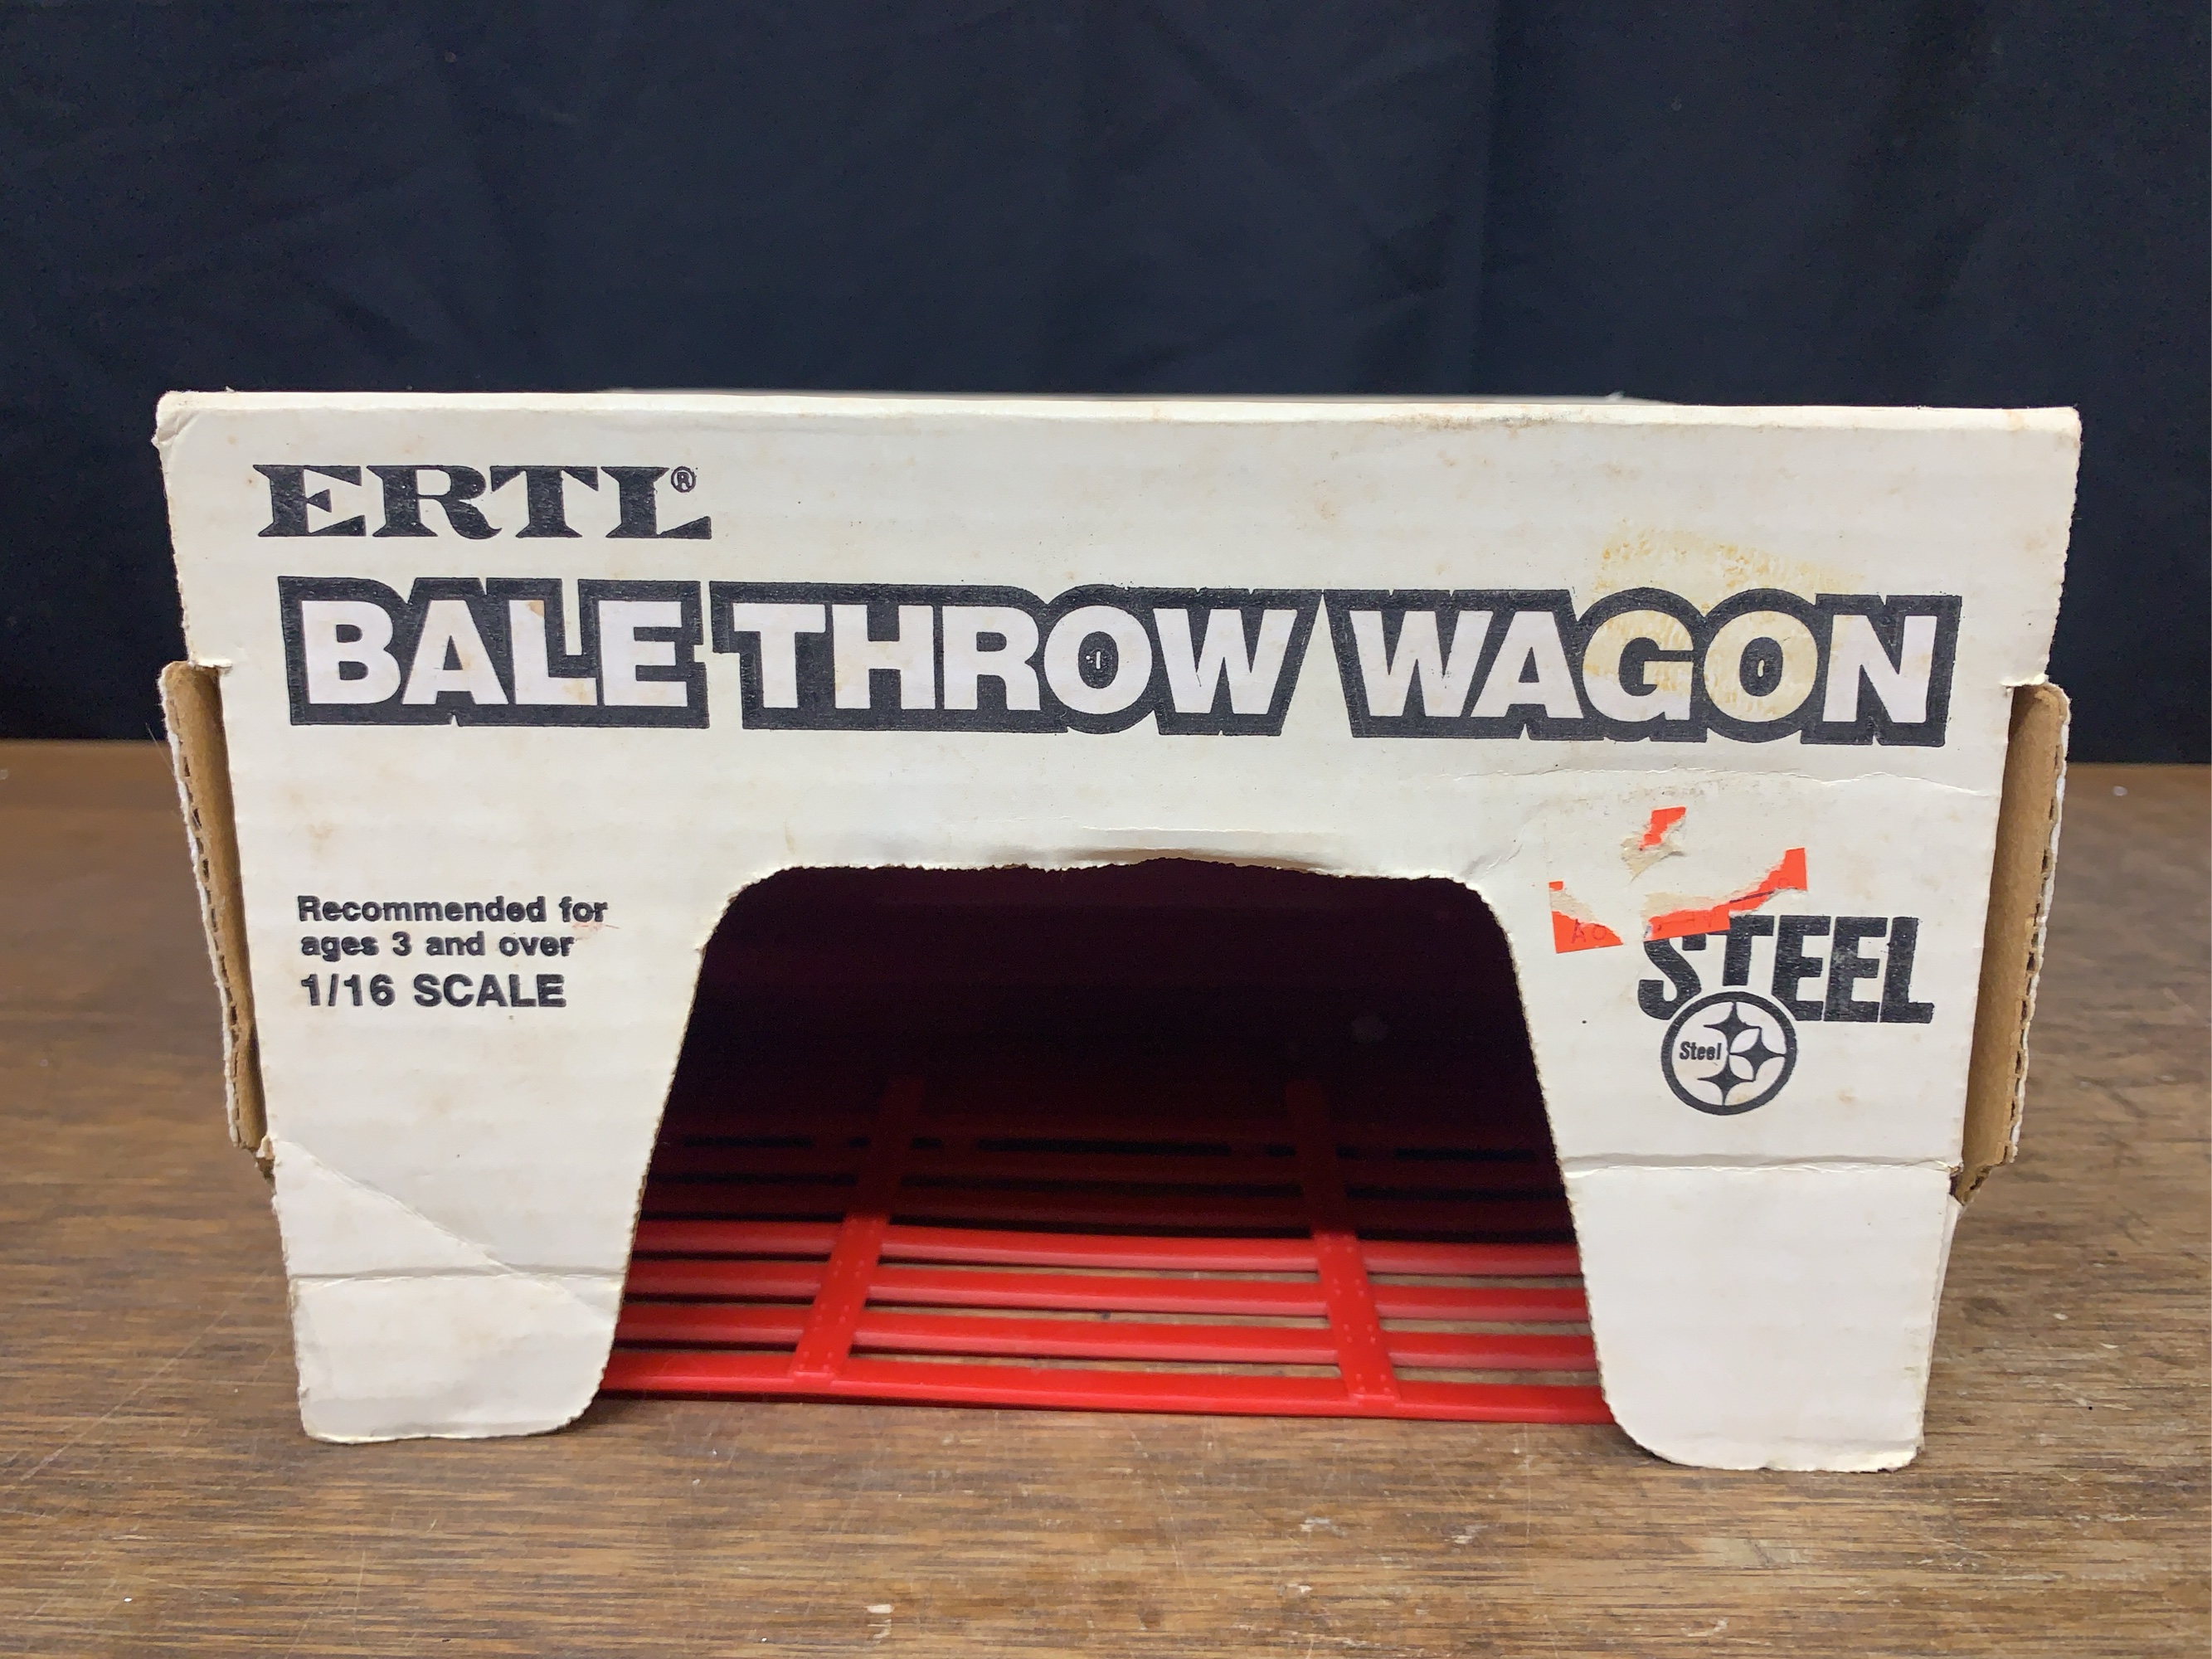 ERTL®
BALE THROW WAGON
Recommended for
ages 3 and over
1/16 SCALE
STEEL
Steel